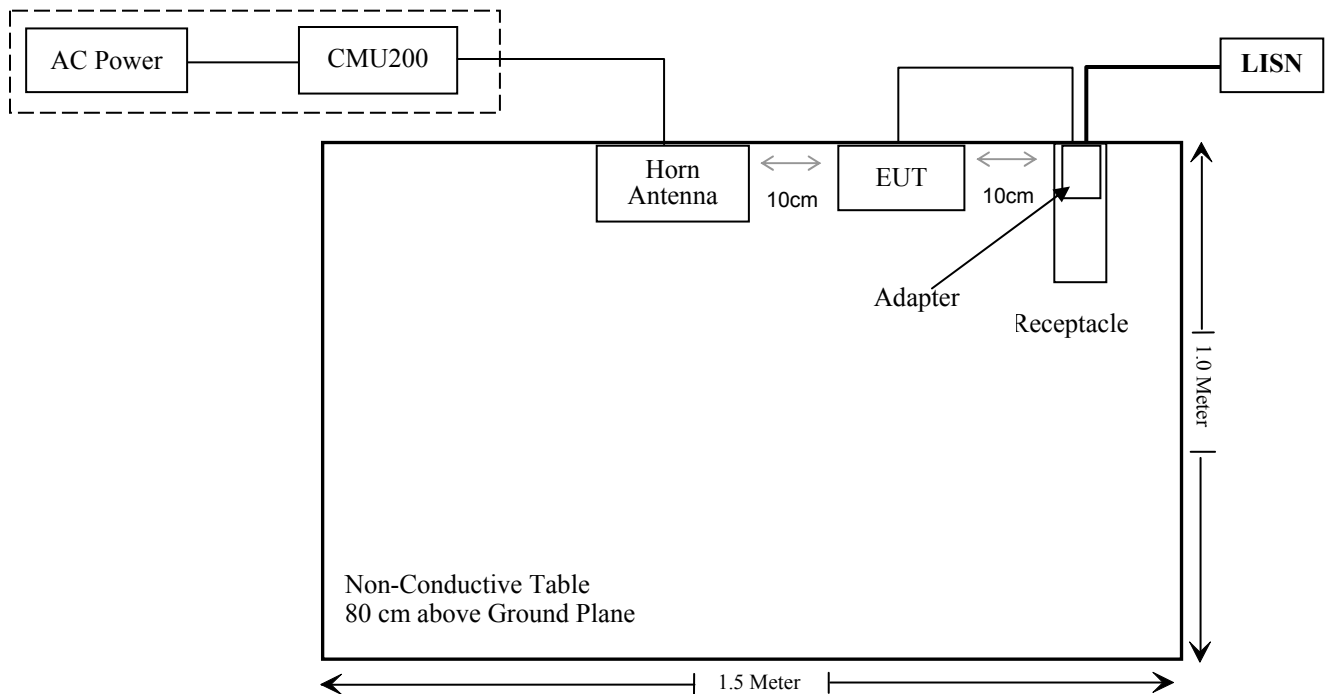 AC Power
CMU200
LISN
Horn
Antenna
10cm
EUT
10cm
Adapter
Receptacle
1.0 Meter
Non-Conductive Table
80 cm above Ground Plane
1.5 Meter